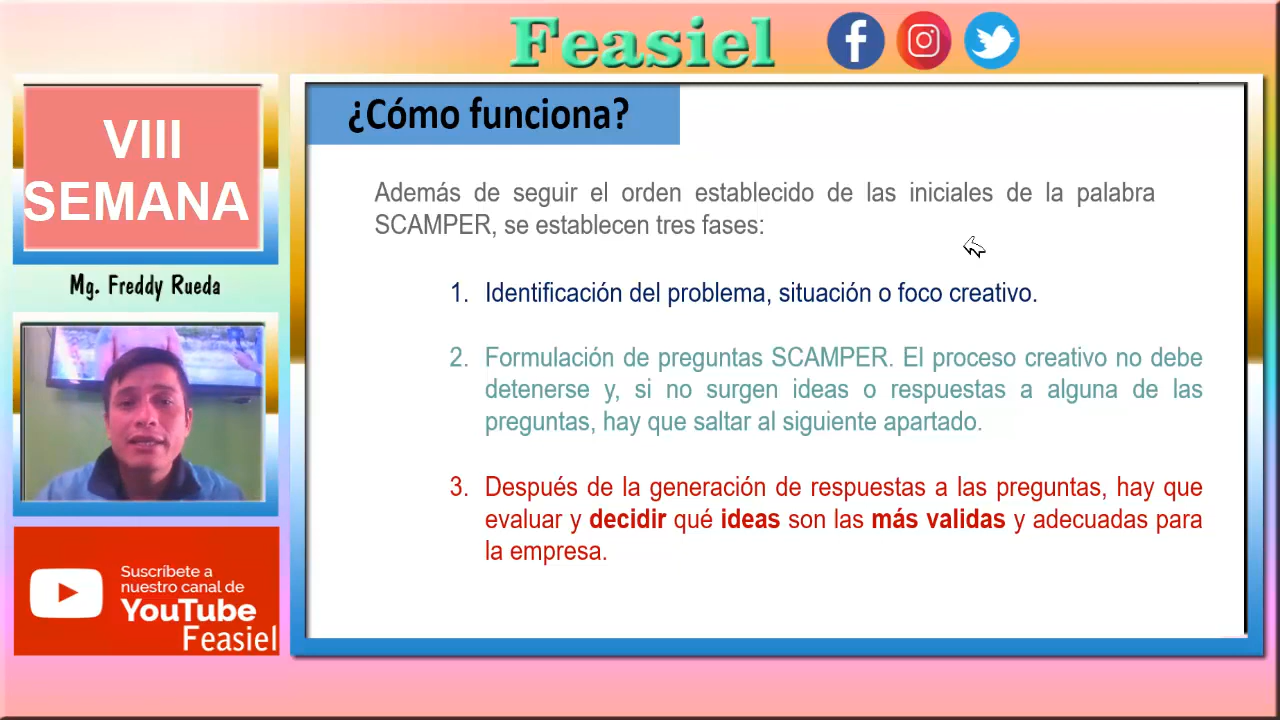 Feasiel
VIII
SEMANA
Mg. Freddy Rueda
Suscríbete a
nuestro canal de
YouTube
Feasiel
¿Cómo funciona?
Además de seguir el orden establecido de las iniciales de la palabra
SCAMPER, se establecen tres fases:
1. Identificación del problema, situación o foco creativo.
2. Formulación de preguntas SCAMPER. El proceso creativo no debe
detenerse y, si no surgen ideas o respuestas a alguna de las
preguntas, hay que saltar al siguiente apartado.
3. Después de la generación de respuestas a las preguntas, hay que
evaluar y decidir qué ideas son las más validas y adecuadas para
la empresa.